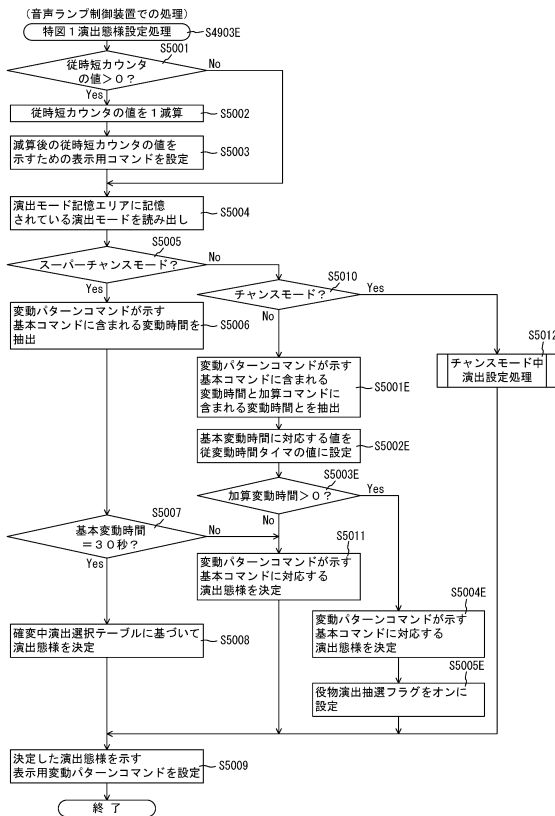 (音声ランプ制御装置での処理)
特図1演出態様設定処理
S4903E
S5001
従時短カウンタ
の値>0?
No
Yes
従時短カウンタの値を1減算
S5002
減算後の従時短カウンタの値を
示すための表示用コマンドを設定
S5003
演出モード記憶エリアに記憶
されている演出モードを読み出し
S5004
S5005
スーパーチャンスモード?
No
Yes
S5010
チャンスモード?
Yes
No
変動パターンコマンドが示す
基本コマンドに含まれる変動時間を
抽出
S5006
S5012
チャンスモード中
演出設定処理
変動パターンコマンドが示す
基本コマンドに含まれる
変動時間と加算コマンドに
含まれる変動時間とを抽出
S5001E
基本変動時間に対応する値を
従変動時間タイマの値に設定
S5002E
S5003E
加算変動時間>0?
Yes
No
S5007
基本変動時間
=30秒?
No
Yes
S5011
変動パターンコマンドが示す
基本コマンドに対応する
演出態様を決定
S5004E
変動パターンコマンドが示す
基本コマンドに対応する
演出態様を決定
確変中演出選択テーブルに基づいて
演出態様を決定
S5008
S5005E
役物演出抽選フラグをオンに
設定
決定した演出態様を示す
表示用変動パターンコマンドを設定
S5009
終了